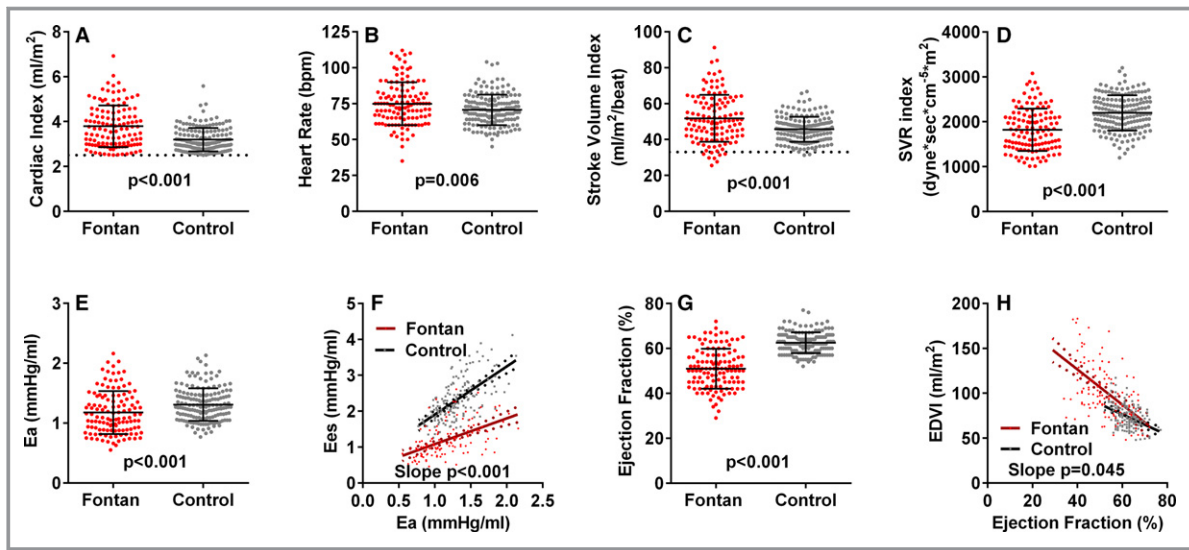 A
Cardiac Index (ml/m²)
8
6
4
2
0
p<0.001
Fontan Control
B
Heart Rate (bpm)
125
100
75
50
25
0
p=0.006
Fontan Control
C
Stroke Volume Index
(ml/m²/beat)
100
80
60
40
20
0
p<0.001
Fontan Control
D
SVR index
(dyne*sec*cm⁻⁵*m²)
4000
3000
2000
1000
0
p<0.001
Fontan Control
E
Ea (mmHg/ml)
3
2
1
0
p<0.001
Fontan Control
F
Ees (mmHg/ml)
5
4
3
2
1
0
Fontan
Control
Slope p<0.001
0.0 0.5 1.0 1.5 2.0 2.5
Ea (mmHg/ml)
G
Ejection Fraction (%)
80
60
40
20
0
p<0.001
Fontan Control
H
EDVI (ml/m²)
200
150
100
50
0
Fontan
Control
Slope p=0.045
0 20 40 60 80
Ejection Fraction (%)